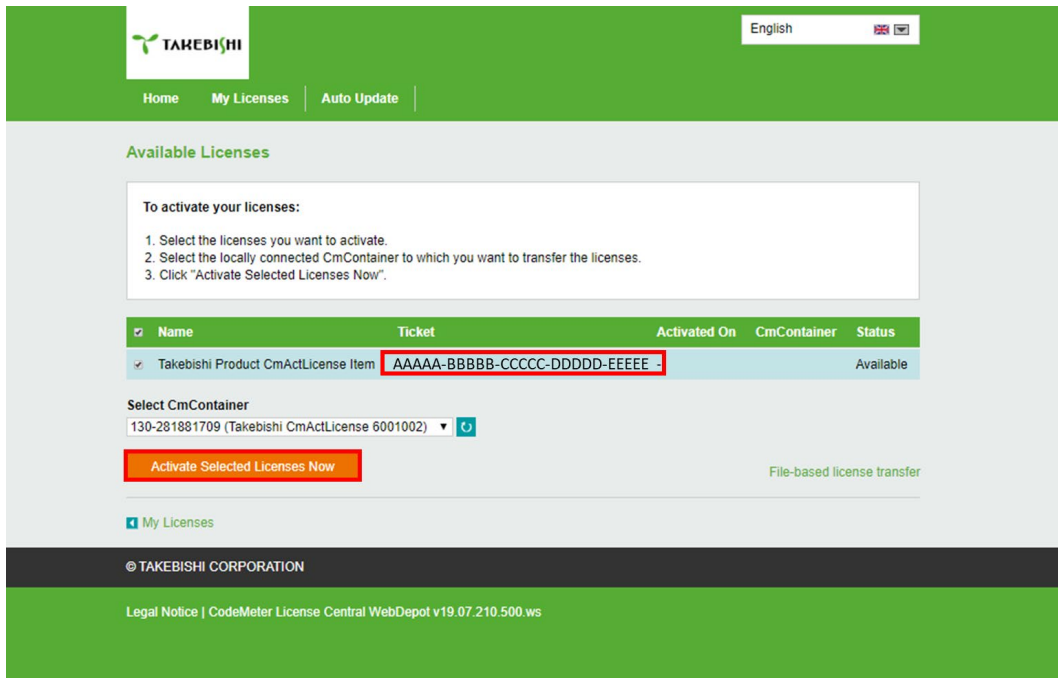 TAKEBISHI
English
Home My Licenses Auto Update
Available Licenses
To activate your licenses:
1. Select the licenses you want to activate.
2. Select the locally connected CmContainer to which you want to transfer the licenses.
3. Click "Activate Selected Licenses Now".
Name Ticket Activated On CmContainer Status
Takebishi Product CmActLicense Item AAAAA-BBBBB-CCCCC-DDDDD-EEEEE - Available
Select CmContainer
130-281881709 (Takebishi CmActLicense 6001002)
Activate Selected Licenses Now
File-based license transfer
My Licenses
© TAKEBISHI CORPORATION
Legal Notice | CodeMeter License Central WebDepot v19.07.210.500.ws